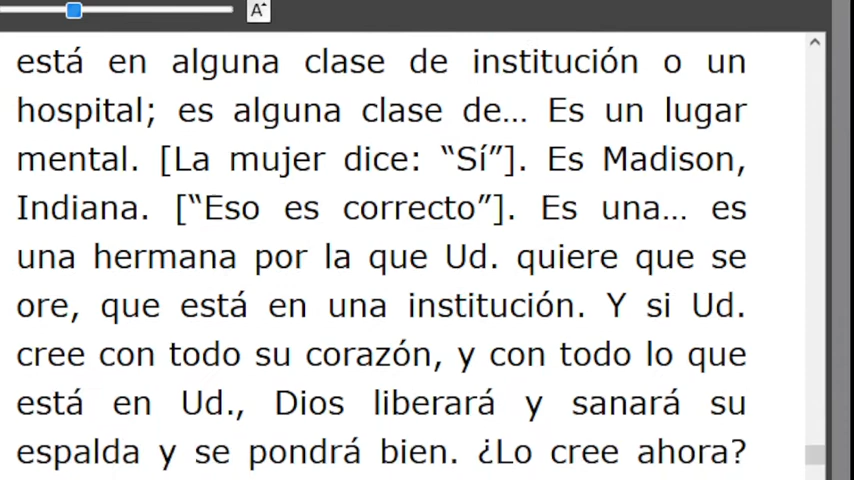 A
está en alguna clase de institución o un
hospital; es alguna clase de… Es un lugar
mental. [La mujer dice: “Sí”]. Es Madison,
Indiana. [“Eso es correcto”]. Es una… es
una hermana por la que Ud. quiere que se
ore, que está en una institución. Y si Ud.
cree con todo su corazón, y con todo lo que
está en Ud., Dios liberará y sanará su
espalda y se pondrá bien. ¿Lo cree ahora?